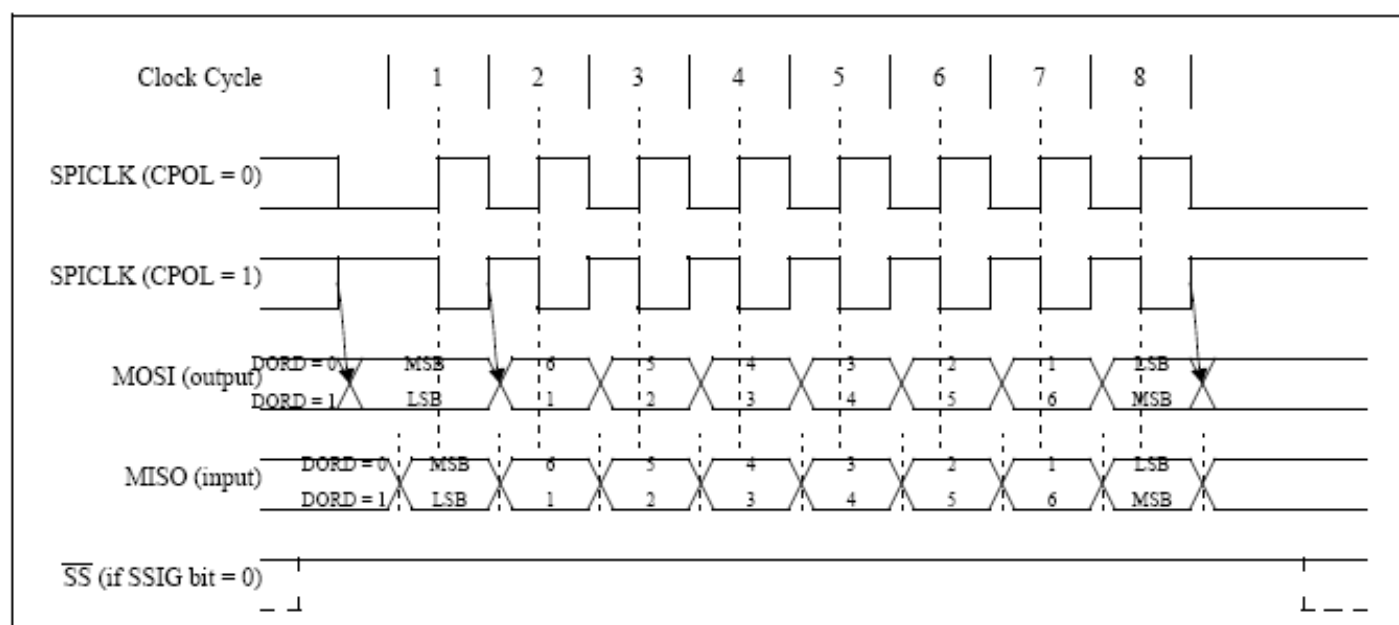 Clock Cycle 1 2 3 4 5 6 7 8
SPICLK (CPOL = 0)
SPICLK (CPOL = 1)
MOSI (output)
DORD = 0 MSB 6 5 4 3 2 1 LSB
DORD = 1 LSB 1 2 3 4 5 6 MSB
MISO (input)
DORD = 0 MSB 6 5 4 3 2 1 LSB
DORD = 1 LSB 1 2 3 4 5 6 MSB
S̅S̅ (if SSIG bit = 0)